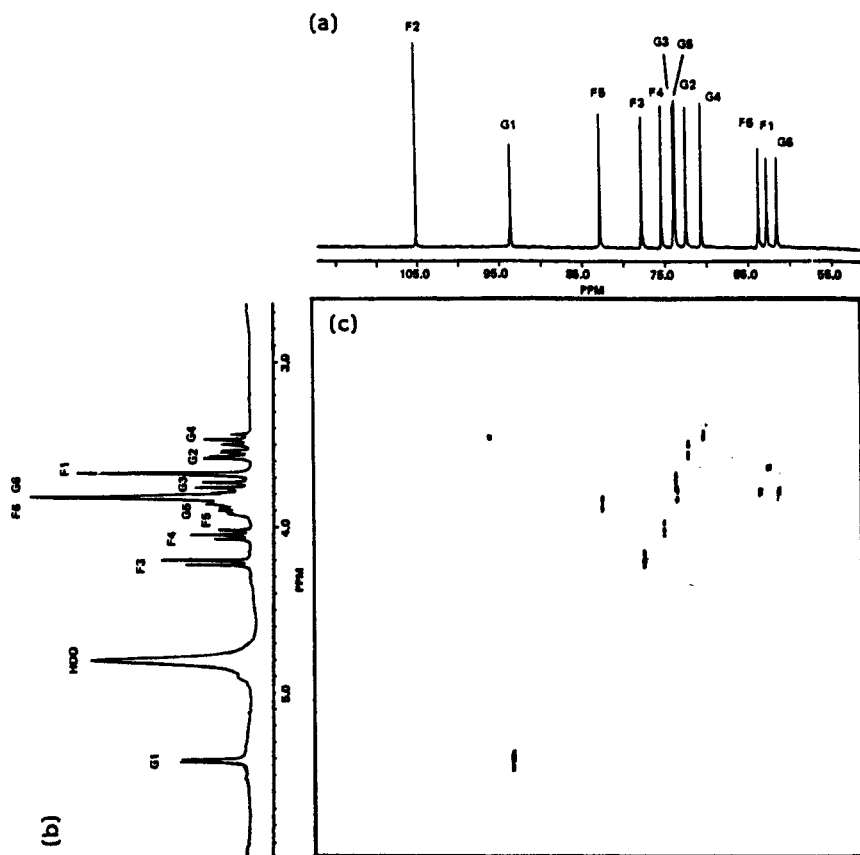 (a)
F2
G1
F5
F3
F4
G3
G5
G2
G4
F6
F1
G6
105.0
95.0
85.0
75.0
65.0
55.0
PPM
(b)
G4
G2
F1
G3
F6 G6
G5
F5
F4
F3
HDO
G1
3.0
4.0
PPM
5.0
(c)